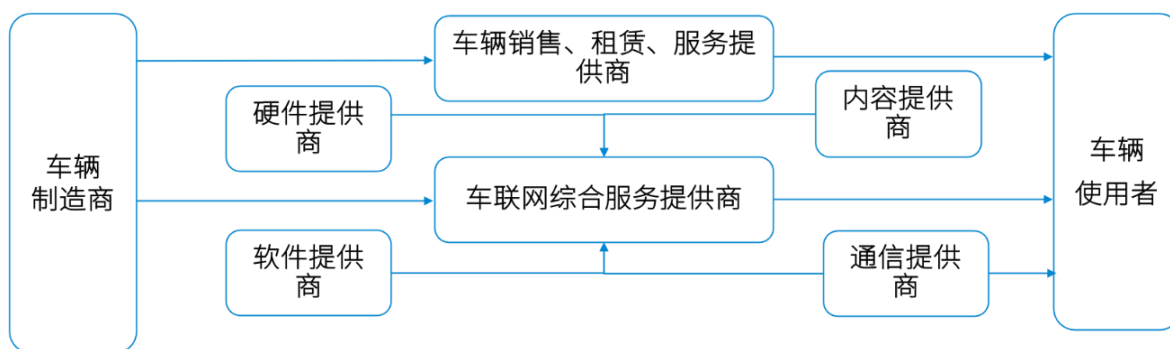 车辆销售、租赁、服务提
供商
硬件提供
商
内容提供
商
车辆
制造商
车联网综合服务提供商
车辆
使用者
软件提供
商
通信提供
商